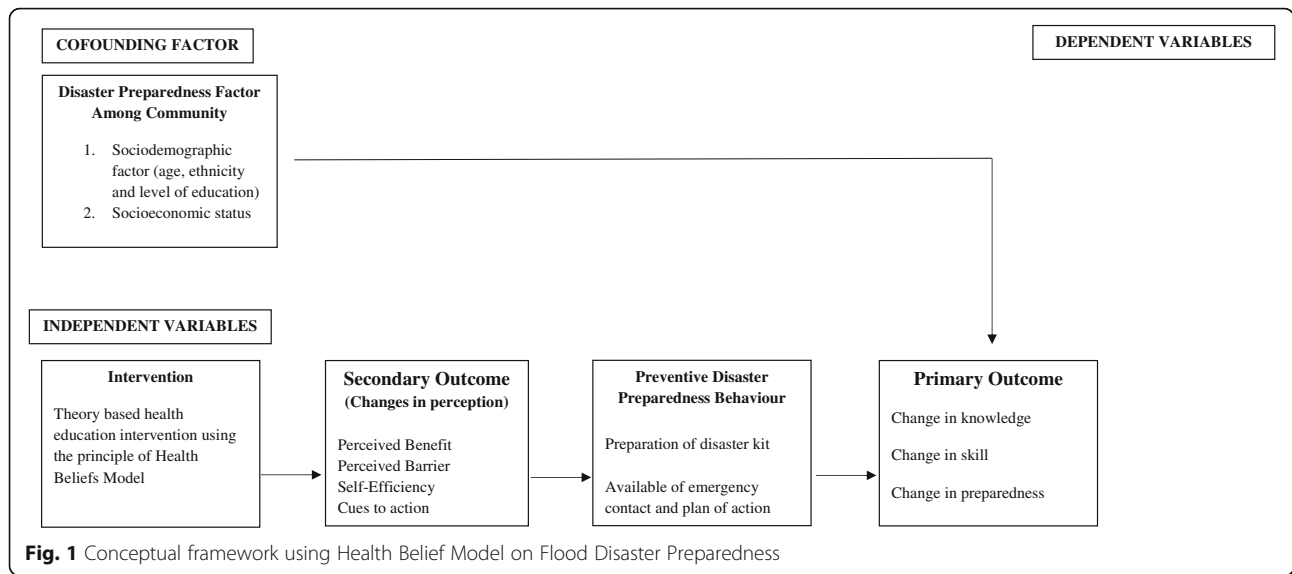 COFOUNDING FACTOR
DEPENDENT VARIABLES
Disaster Preparedness Factor
Among Community
1. Sociodemographic
factor (age, ethnicity
and level of education)
2. Socioeconomic status
INDEPENDENT VARIABLES
Intervention
Theory based health
education intervention using
the principle of Health
Beliefs Model
Secondary Outcome
(Changes in perception)
Perceived Benefit
Perceived Barrier
Self-Efficiency
Cues to action
Preventive Disaster
Preparedness Behaviour
Preparation of disaster kit
Available of emergency
contact and plan of action
Primary Outcome
Change in knowledge
Change in skill
Change in preparedness
Fig. 1 Conceptual framework using Health Belief Model on Flood Disaster Preparedness